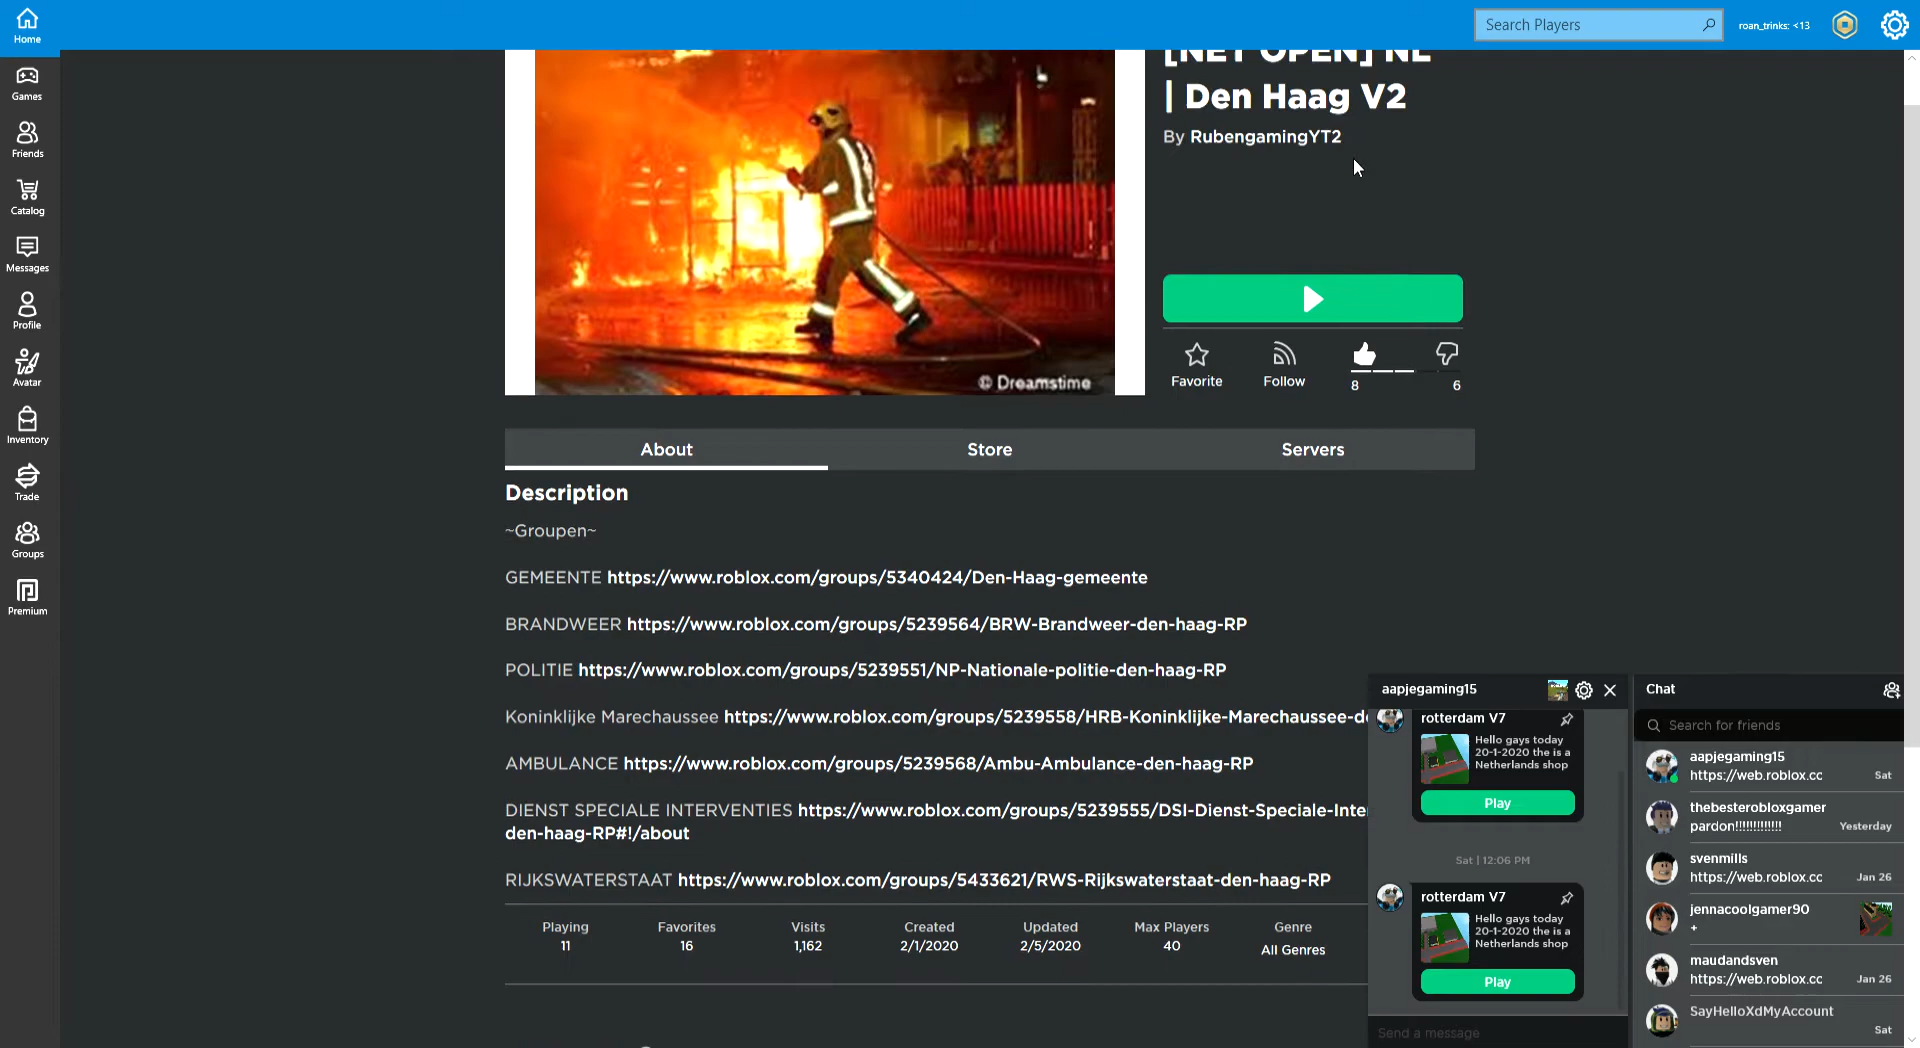 Home
Search Players
roan_trinks: <13
Games
Friends
Catalog
Messages
Profile
Avatar
Inventory
Trade
Groups
Premium
[NET OPEN] NL
| Den Haag V2
By RubengamingYT2
© Dreamstime
Favorite
Follow
8
6
About
Store
Servers
Description
~Groupen~
GEMEENTE https://www.roblox.com/groups/5340424/Den-Haag-gemeente
BRANDWEER https://www.roblox.com/groups/5239564/BRW-Brandweer-den-haag-RP
POLITIE https://www.roblox.com/groups/5239551/NP-Nationale-politie-den-haag-RP
Koninklijke Marechaussee https://www.roblox.com/groups/5239558/HRB-Koninklijke-Marechaussee-de
AMBULANCE https://www.roblox.com/groups/5239568/Ambu-Ambulance-den-haag-RP
DIENST SPECIALE INTERVENTIES https://www.roblox.com/groups/5239555/DSI-Dienst-Speciale-Inte
den-haag-RP#!/about
RIJKSWATERSTAAT https://www.roblox.com/groups/5433621/RWS-Rijkswaterstaat-den-haag-RP
Playing
11
Favorites
16
Visits
1,162
Created
2/1/2020
Updated
2/5/2020
Max Players
40
Genre
All Genres
aapjegaming15
rotterdam V7
Hello gays today
20-1-2020 the is a
Netherlands shop
Play
Sat | 12:06 PM
rotterdam V7
Hello gays today
20-1-2020 the is a
Netherlands shop
Play
Send a message
Chat
Search for friends
aapjegaming15
https://web.roblox.cc Sat
thebesterobloxgamer
pardon!!!!!!!!!!!!! Yesterday
svenmills
https://web.roblox.cc Jan 26
jennacoolgamer90
+
maudandsven
https://web.roblox.cc Jan 26
SayHelloXdMyAccount
Sat